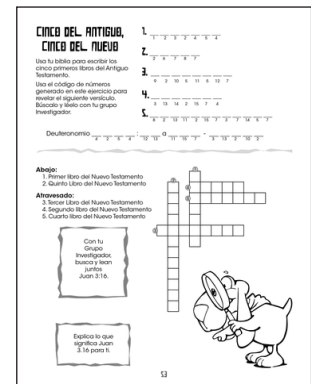 CINCO DEL ANTIGUO,
CINCO DEL NUEVO
Usa tu biblia para escribir los
cinco primeros libros del Antiguo
Testamento.
Usa el código de números
generado en este ejercicio para
revelar el siguiente versículo.
Búscalo y léelo con tu grupo
Investigador.
1.
2.
3.
4.
5.
Deuteronomio
: a -
Abajo:
1. Primer libro del Nuevo Testamento
2. Quinto Libro del Nuevo Testamento
Atravesado:
3. Tercer Libro del Nuevo Testamento
4. Segundo libro del Nuevo Testamento
5. Cuarto libro del Nuevo Testamento
Con tu
Grupo
Investigador,
busca y lean
juntos
Juan 3:16.
Explica lo que
significa Juan
3:16 para ti.
53